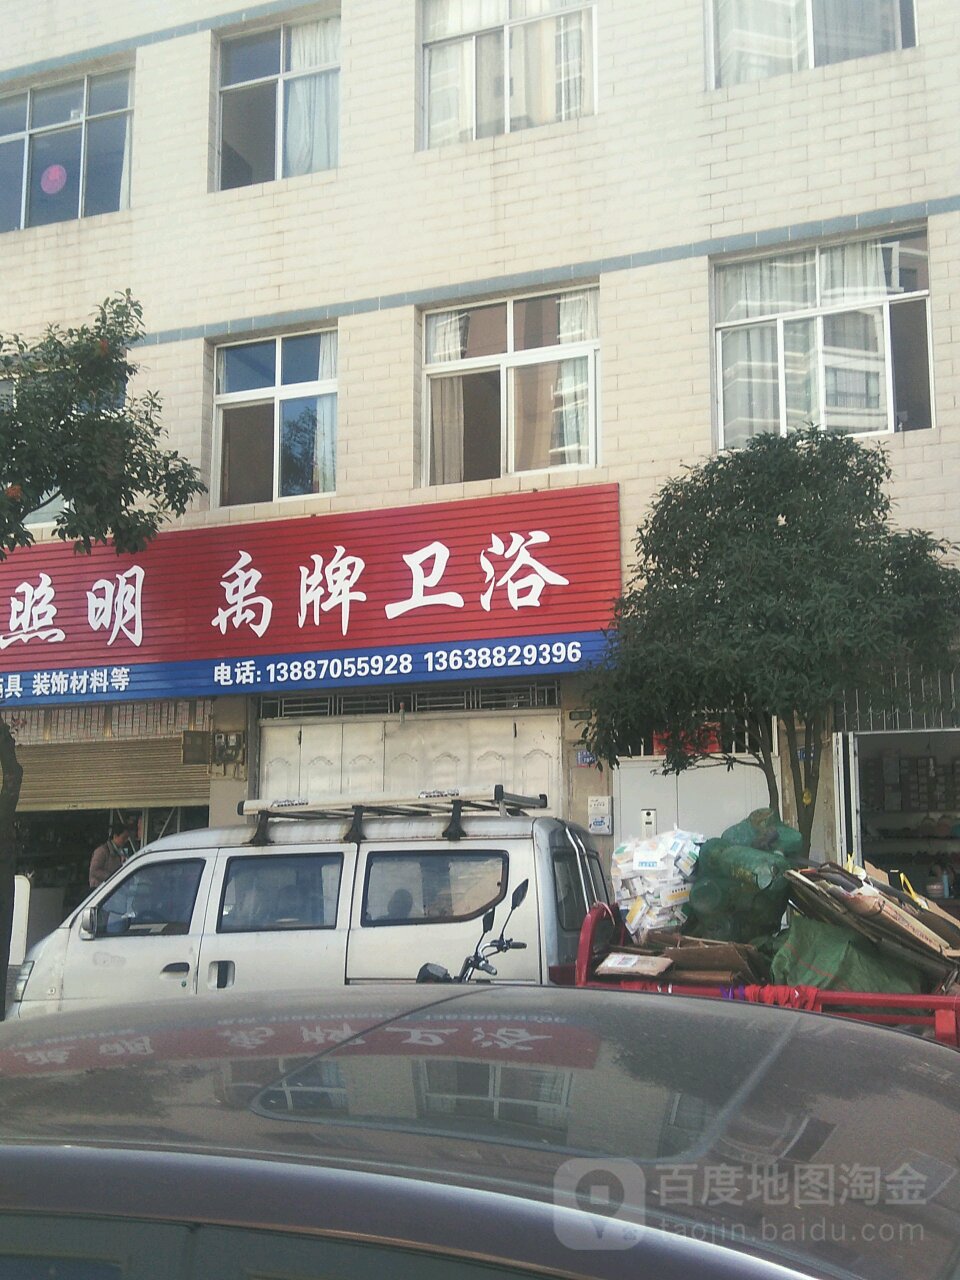 照明 禹牌卫浴
具 装饰材料等 电话:13887055928 13638829396
百度地图淘金
taojin.baidu.com